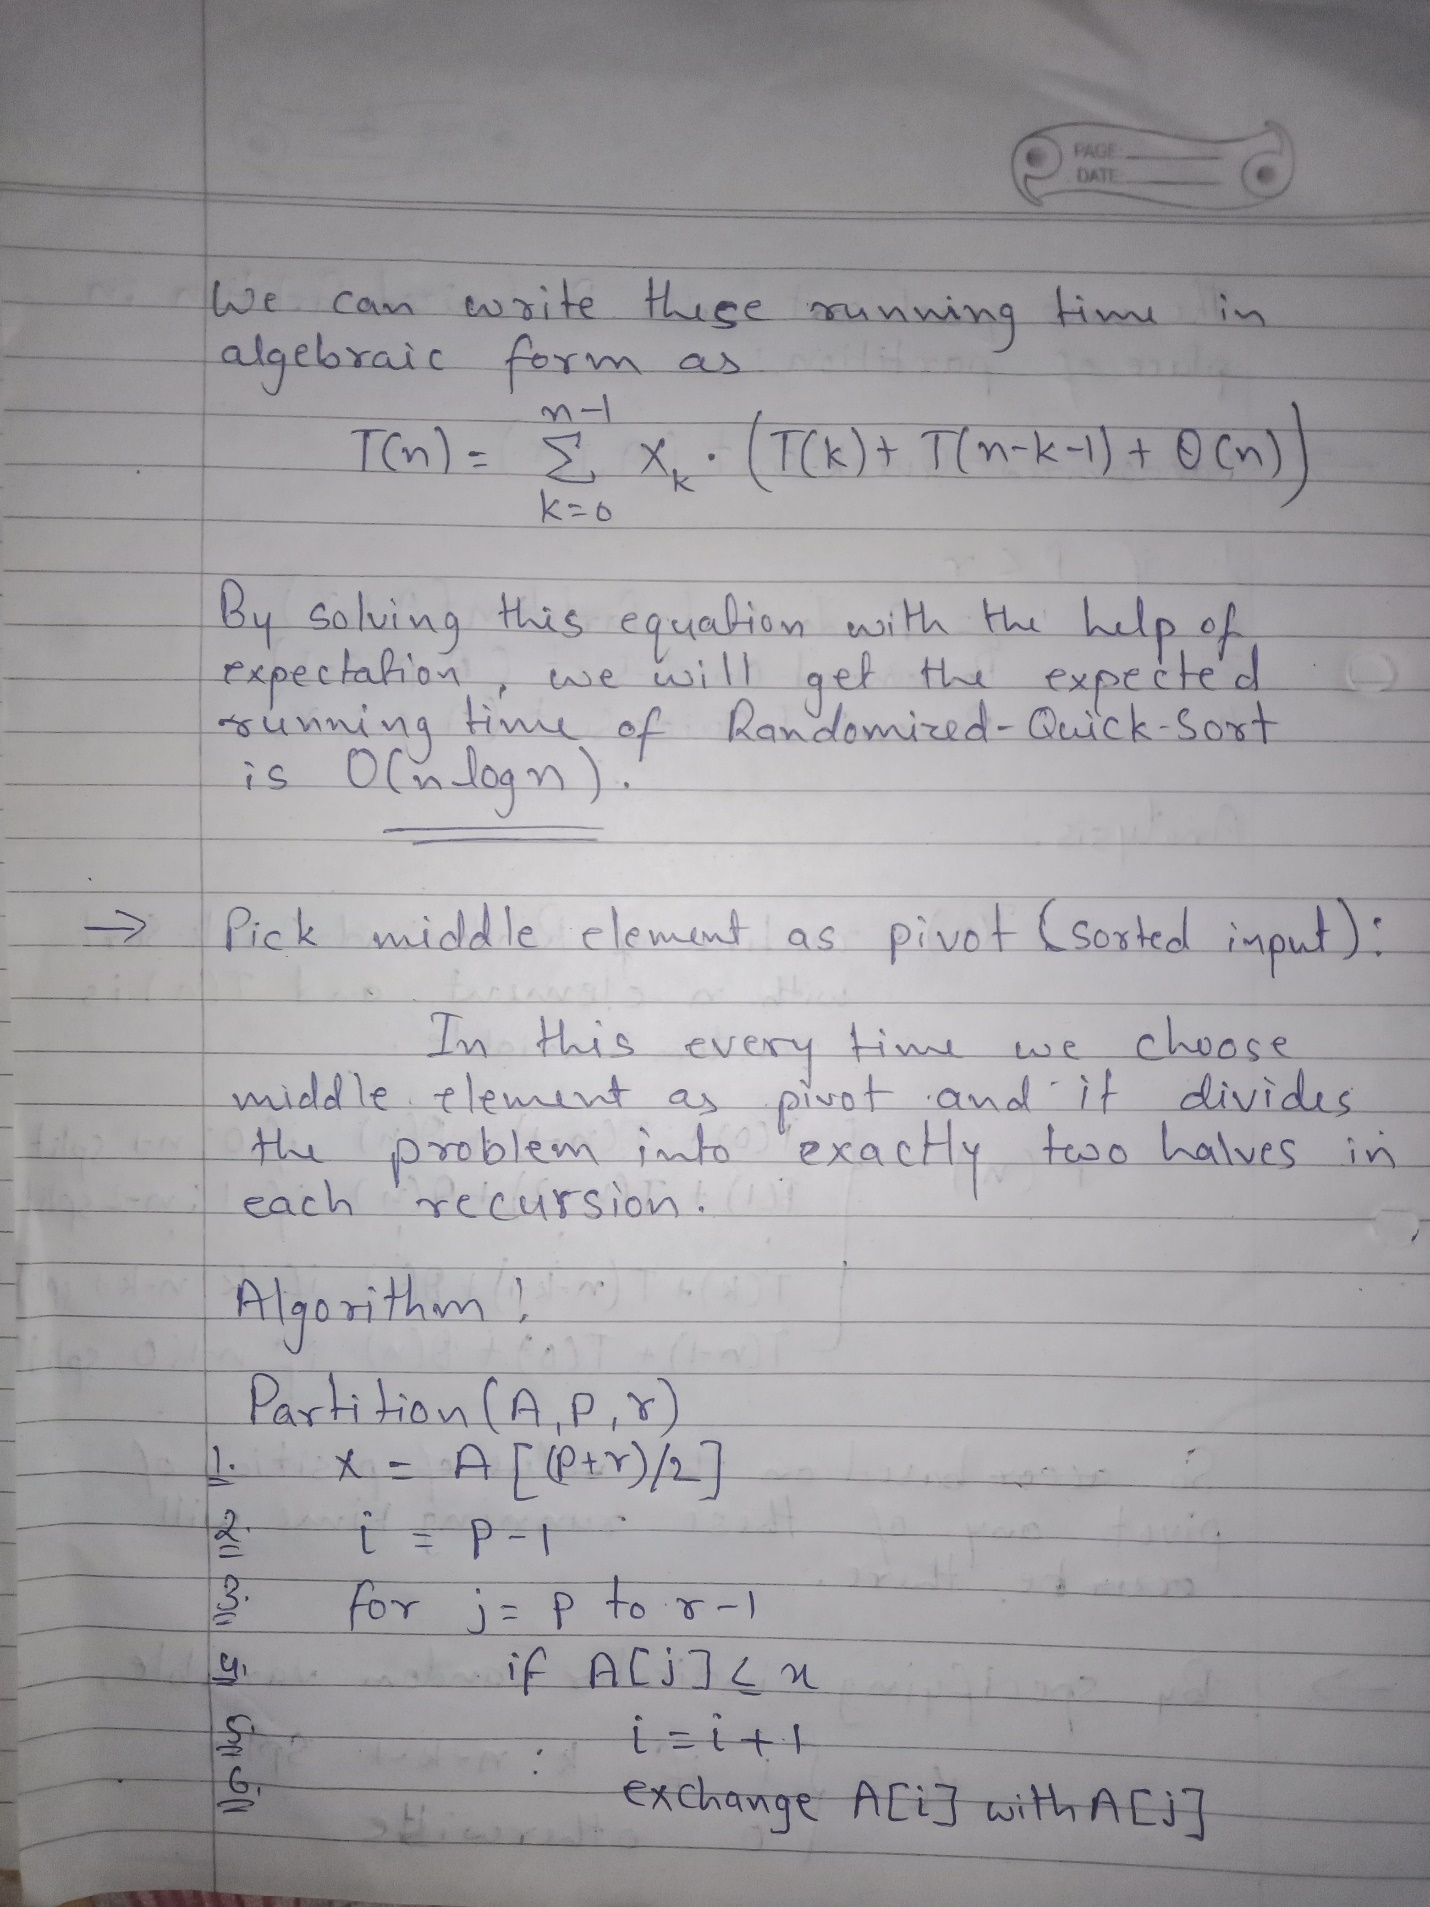 PAGE:
DATE:
We can write these running time in
algebraic form as
n-1
T(n) = Σ X_k · (T(k) + T(n-k-1) + Θ(n))
k=0
By solving this equation with the help of
expectation, we will get the expected
running time of Randomized-Quick-Sort
is O(n log n).
→ Pick middle element as pivot (sorted input):
In this every time we choose
middle element as pivot and it divides
the problem into exactly two halves in
each recursion.
Algorithm:
Partition (A, P, r)
1. x = A [(P+r)/2]
2. i = P-1
3. for j = P to r-1
4. if A[j] ≤ x
5. i = i + 1
6. exchange A[i] with A[j]